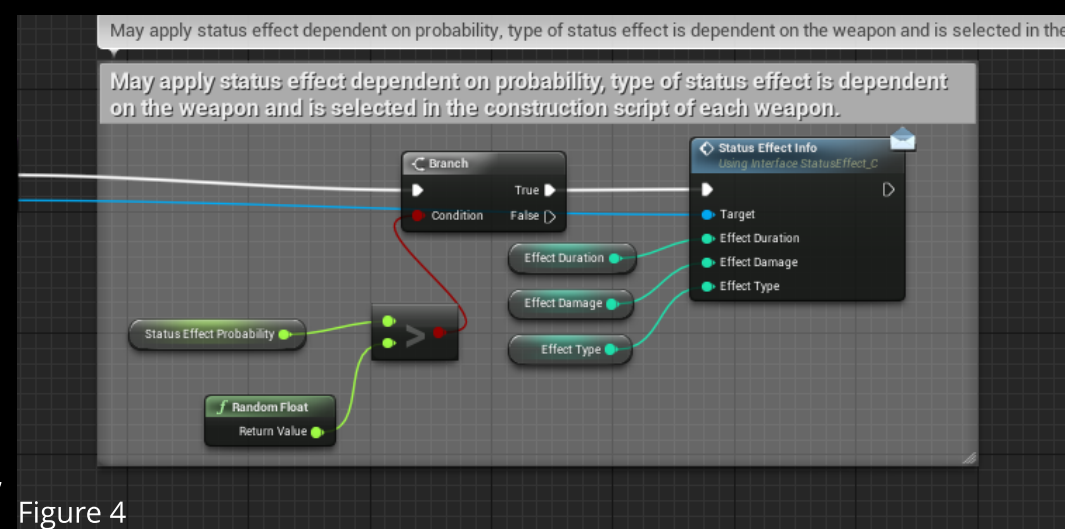 May apply status effect dependent on probability, type of status effect is dependent on the weapon and is selected in the
May apply status effect dependent on probability, type of status effect is dependent
on the weapon and is selected in the construction script of each weapon.
Branch
True
Condition
False
Status Effect Info
Using Interface StatusEffect_C
Target
Effect Duration
Effect Damage
Effect Type
Effect Duration
Effect Damage
Effect Type
Status Effect Probability
>
f Random Float
Return Value
Figure 4